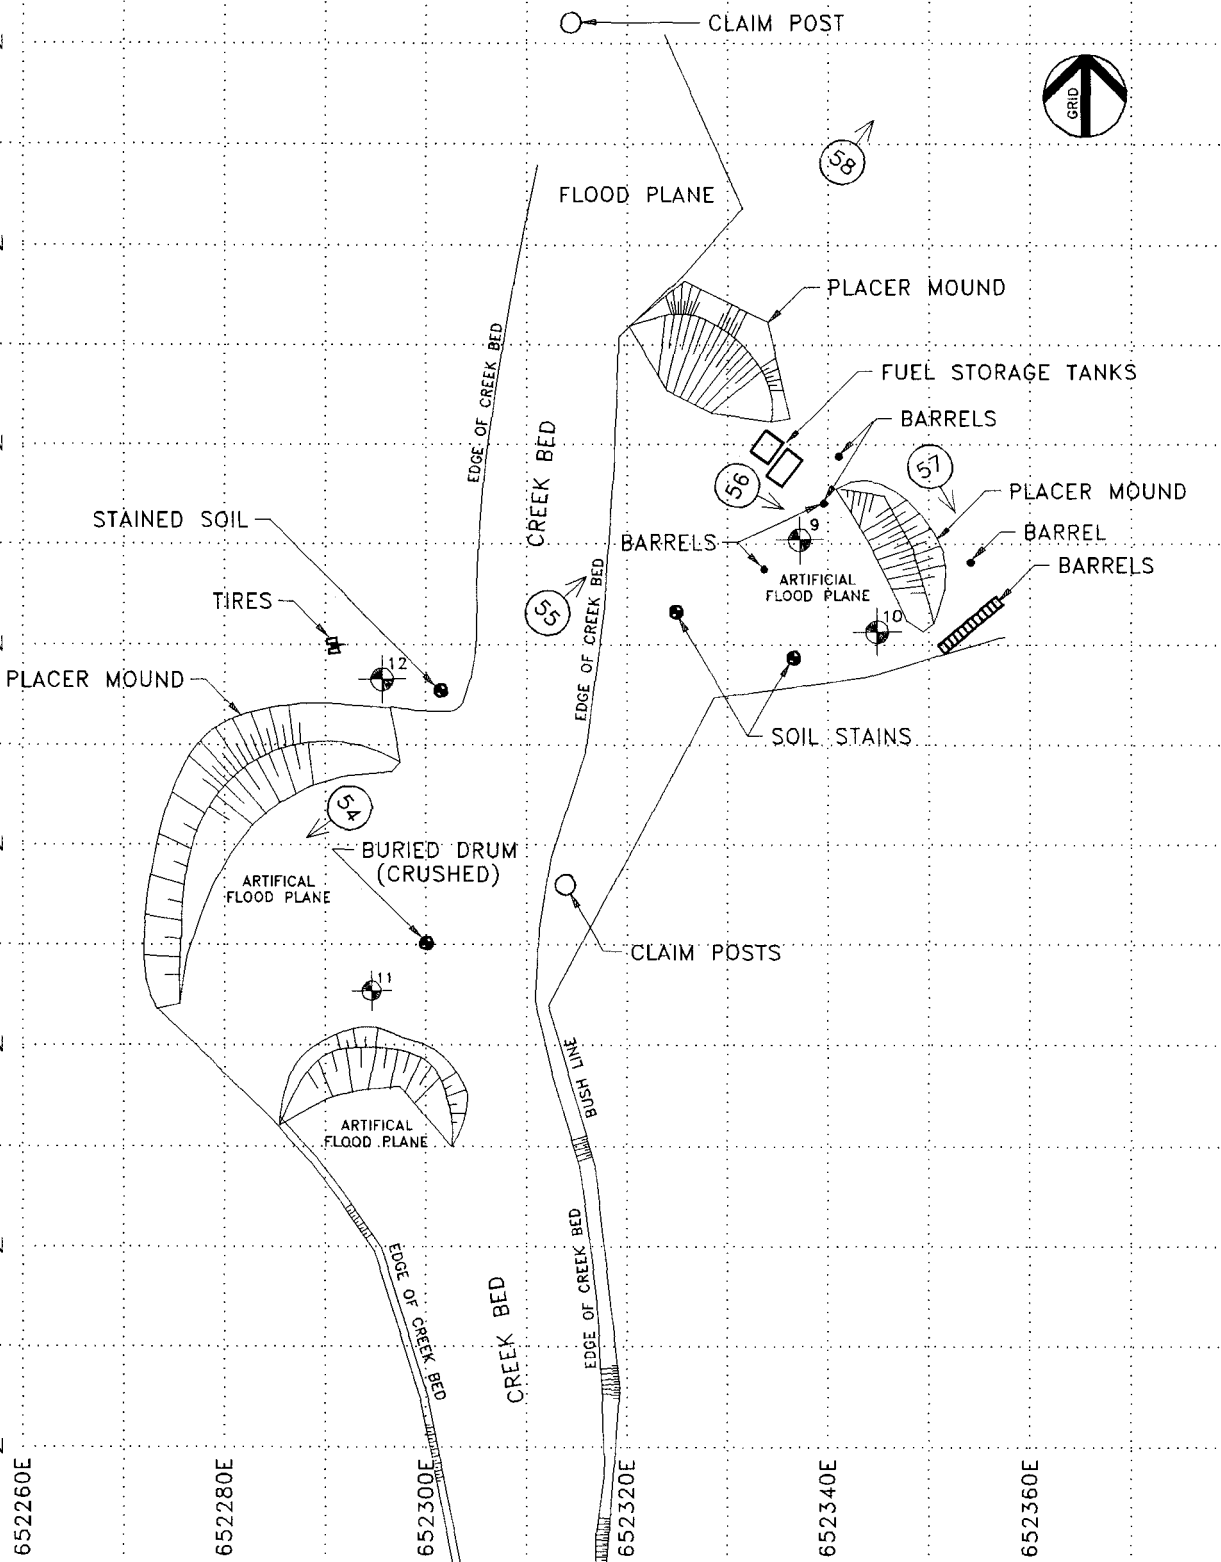 CLAIM POST
GRID
58
FLOOD PLANE
PLACER MOUND
EDGE OF CREEK BED
FUEL STORAGE TANKS
BARRELS
CREEK BED
57
56
PLACER MOUND
STAINED SOIL
9
BARRELS
BARREL
BARRELS
ARTIFICIAL
FLOOD PLANE
TIRES
55
EDGE OF CREEK BED
10
12
PLACER MOUND
SOIL STAINS
54
BURIED DRUM
(CRUSHED)
ARTIFICAL
FLOOD PLANE
CLAIM POSTS
11
BUSH LINE
ARTIFICAL
FLOOD PLANE
EDGE OF CREEK BED
EDGE OF CREEK BED
CREEK BED
652260E
652280E
652300E
652320E
652340E
652360E